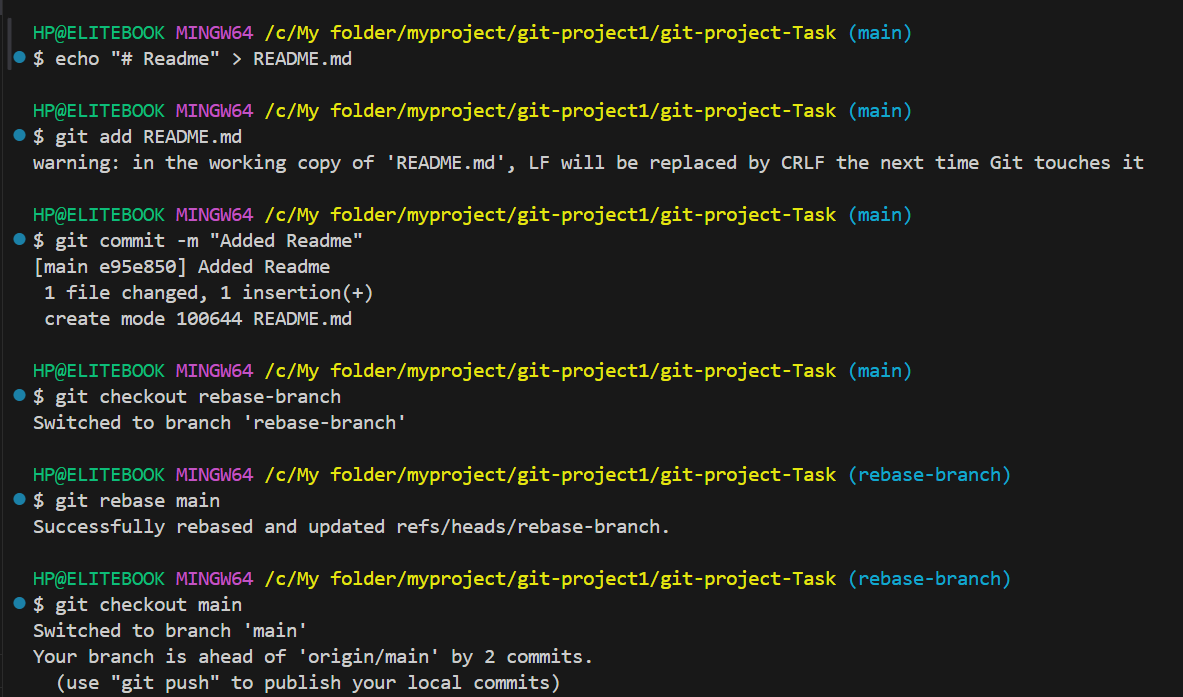 HP@ELITEBOOK MINGW64 /c/My folder/myproject/git-project1/git-project-Task (main)
$ echo "# Readme" > README.md
HP@ELITEBOOK MINGW64 /c/My folder/myproject/git-project1/git-project-Task (main)
$ git add README.md
warning: in the working copy of 'README.md', LF will be replaced by CRLF the next time Git touches it
HP@ELITEBOOK MINGW64 /c/My folder/myproject/git-project1/git-project-Task (main)
$ git commit -m "Added Readme"
[main e95e850] Added Readme
 1 file changed, 1 insertion(+)
 create mode 100644 README.md
HP@ELITEBOOK MINGW64 /c/My folder/myproject/git-project1/git-project-Task (main)
$ git checkout rebase-branch
Switched to branch 'rebase-branch'
HP@ELITEBOOK MINGW64 /c/My folder/myproject/git-project1/git-project-Task (rebase-branch)
$ git rebase main
Successfully rebased and updated refs/heads/rebase-branch.
HP@ELITEBOOK MINGW64 /c/My folder/myproject/git-project1/git-project-Task (rebase-branch)
$ git checkout main
Switched to branch 'main'
Your branch is ahead of 'origin/main' by 2 commits.
  (use "git push" to publish your local commits)